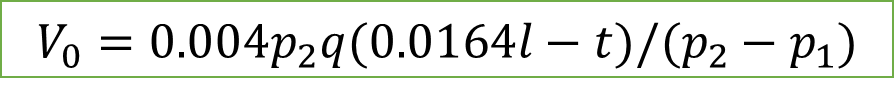 V₀ = 0.004p₂q(0.0164l − t)/(p₂ − p₁)